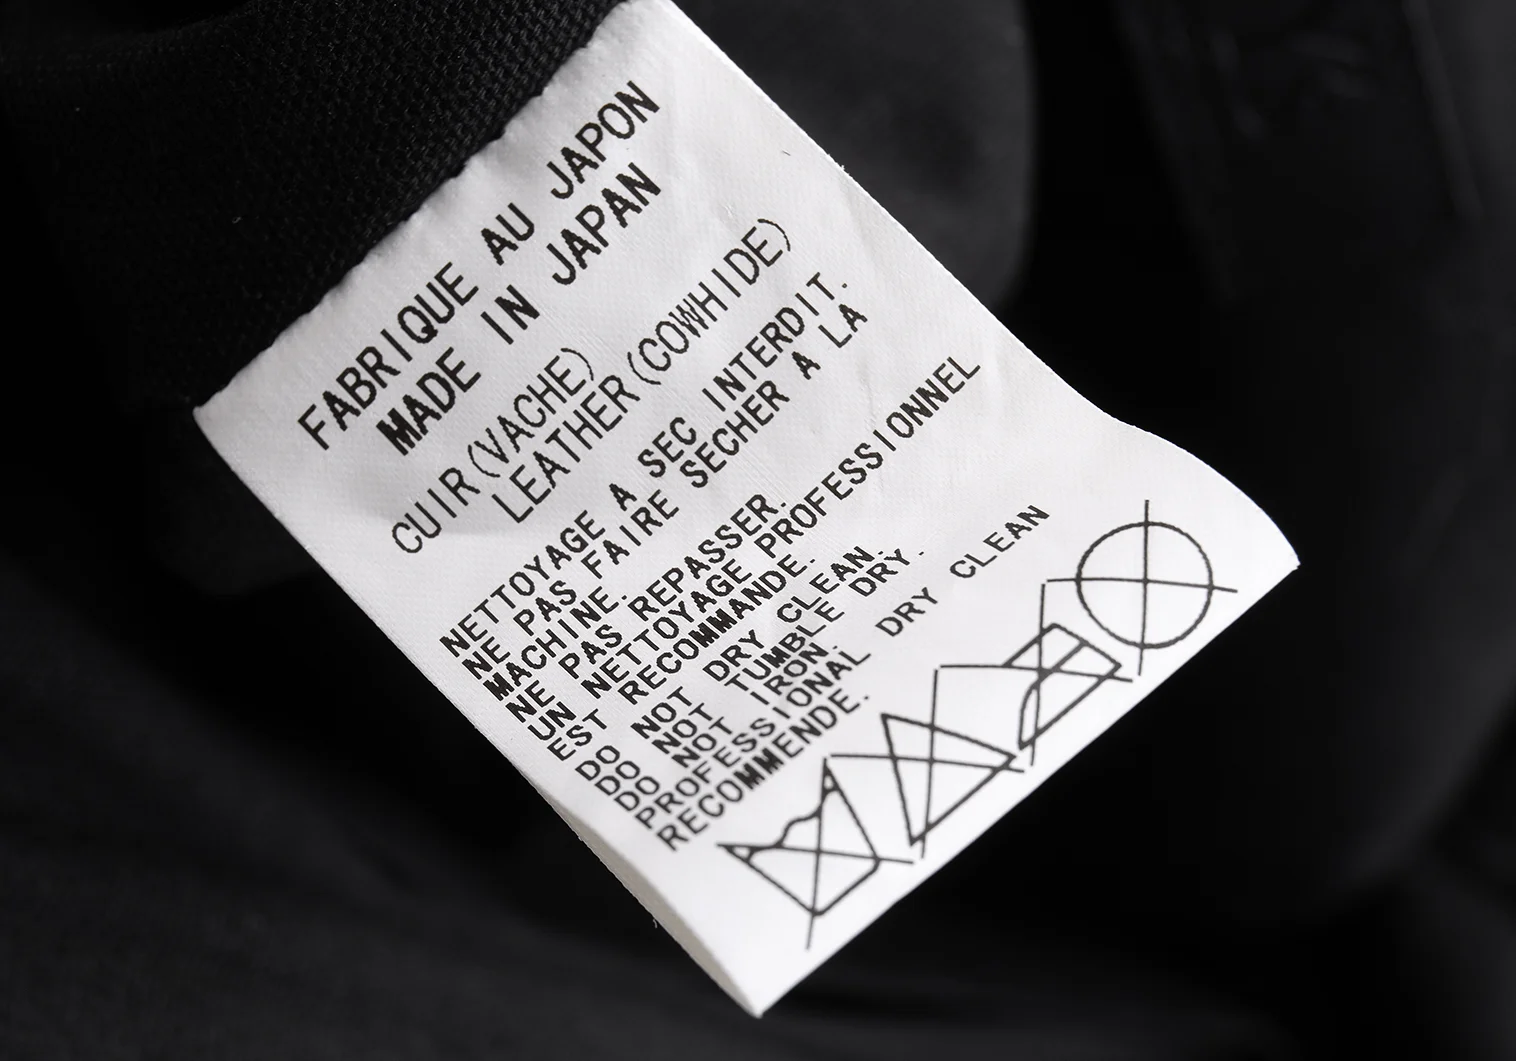 FABRIQUE AU JAPON
MADE IN JAPAN
CUIR(VACHE)
LEATHER(COWHIDE)
NETTOYAGE A SEC INTERDIT.
NE PAS FAIRE SECHER A LA
MACHINE.
NE PAS REPASSER.
UN NETTOYAGE PROFESSIONNEL
EST RECOMMANDE.
DO NOT DRY CLEAN.
DO NOT TUMBLE DRY.
DO NOT IRON.
PROFESSIONAL DRY CLEAN
RECOMMENDE.